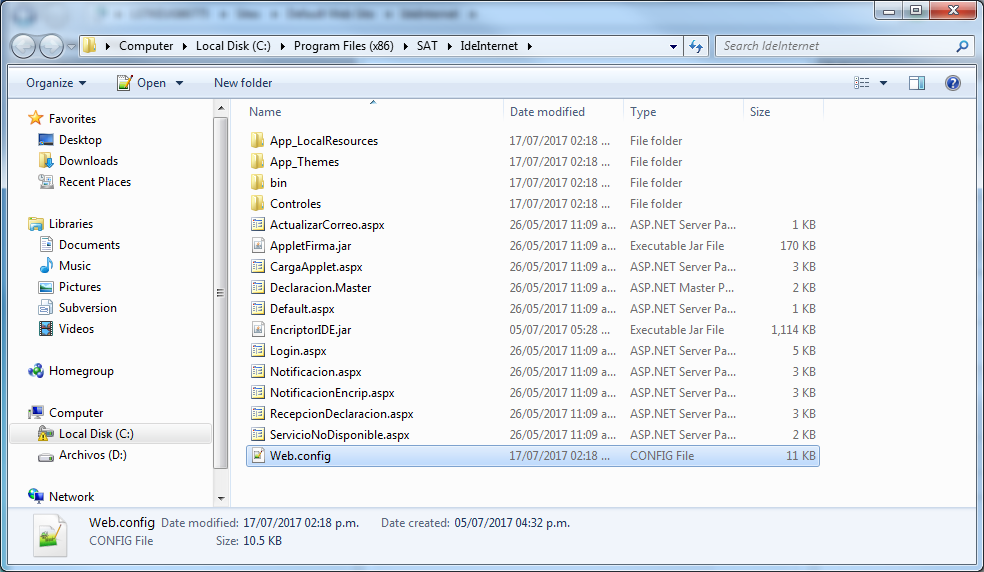 Computer Local Disk (C:) Program Files (x86) SAT IdeInternet Search IdeInternet
Organize Open New folder
Favorites
Desktop
Downloads
Recent Places
Libraries
Documents
Music
Pictures
Subversion
Videos
Homegroup
Computer
Local Disk (C:)
Archivos (D:)
Network
Name Date modified Type Size
App_LocalResources 17/07/2017 02:18 ... File folder
App_Themes 17/07/2017 02:18 ... File folder
bin 17/07/2017 02:18 ... File folder
Controles 17/07/2017 02:18 ... File folder
ActualizarCorreo.aspx 26/05/2017 11:09 a... ASP.NET Server Pa... 1 KB
AppletFirma.jar 26/05/2017 11:09 a... Executable Jar File 170 KB
CargaApplet.aspx 26/05/2017 11:09 a... ASP.NET Server Pa... 3 KB
Declaracion.Master 26/05/2017 11:09 a... ASP.NET Master P... 2 KB
Default.aspx 26/05/2017 11:09 a... ASP.NET Server Pa... 1 KB
EncriptorIDE.jar 05/07/2017 05:28 ... Executable Jar File 1,114 KB
Login.aspx 26/05/2017 11:09 a... ASP.NET Server Pa... 5 KB
Notificacion.aspx 26/05/2017 11:09 a... ASP.NET Server Pa... 3 KB
NotificacionEncrip.aspx 26/05/2017 11:09 a... ASP.NET Server Pa... 3 KB
RecepcionDeclaracion.aspx 26/05/2017 11:09 a... ASP.NET Server Pa... 3 KB
ServicioNoDisponible.aspx 26/05/2017 11:09 a... ASP.NET Server Pa... 2 KB
Web.config 17/07/2017 02:18 ... CONFIG File 11 KB
Web.config Date modified: 17/07/2017 02:18 p.m. Date created: 05/07/2017 04:32 p.m.
CONFIG File Size: 10.5 KB